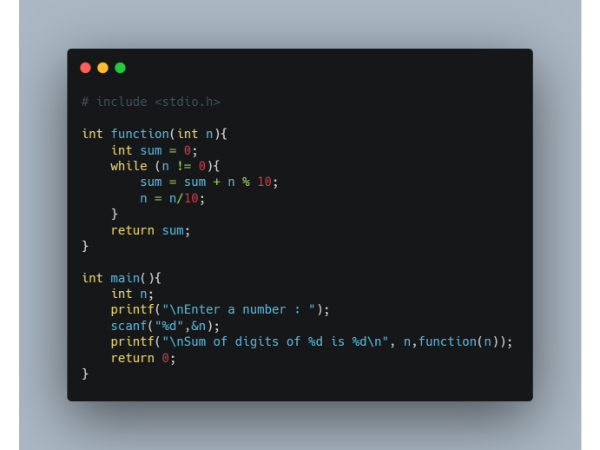 # include <stdio.h>
int function(int n){
    int sum = 0;
    while (n != 0){
        sum = sum + n % 10;
        n = n/10;
    }
    return sum;
}
int main(){
    int n;
    printf("\nEnter a number : ");
    scanf("%d",&n);
    printf("\nSum of digits of %d is %d\n", n,function(n));
    return 0;
}